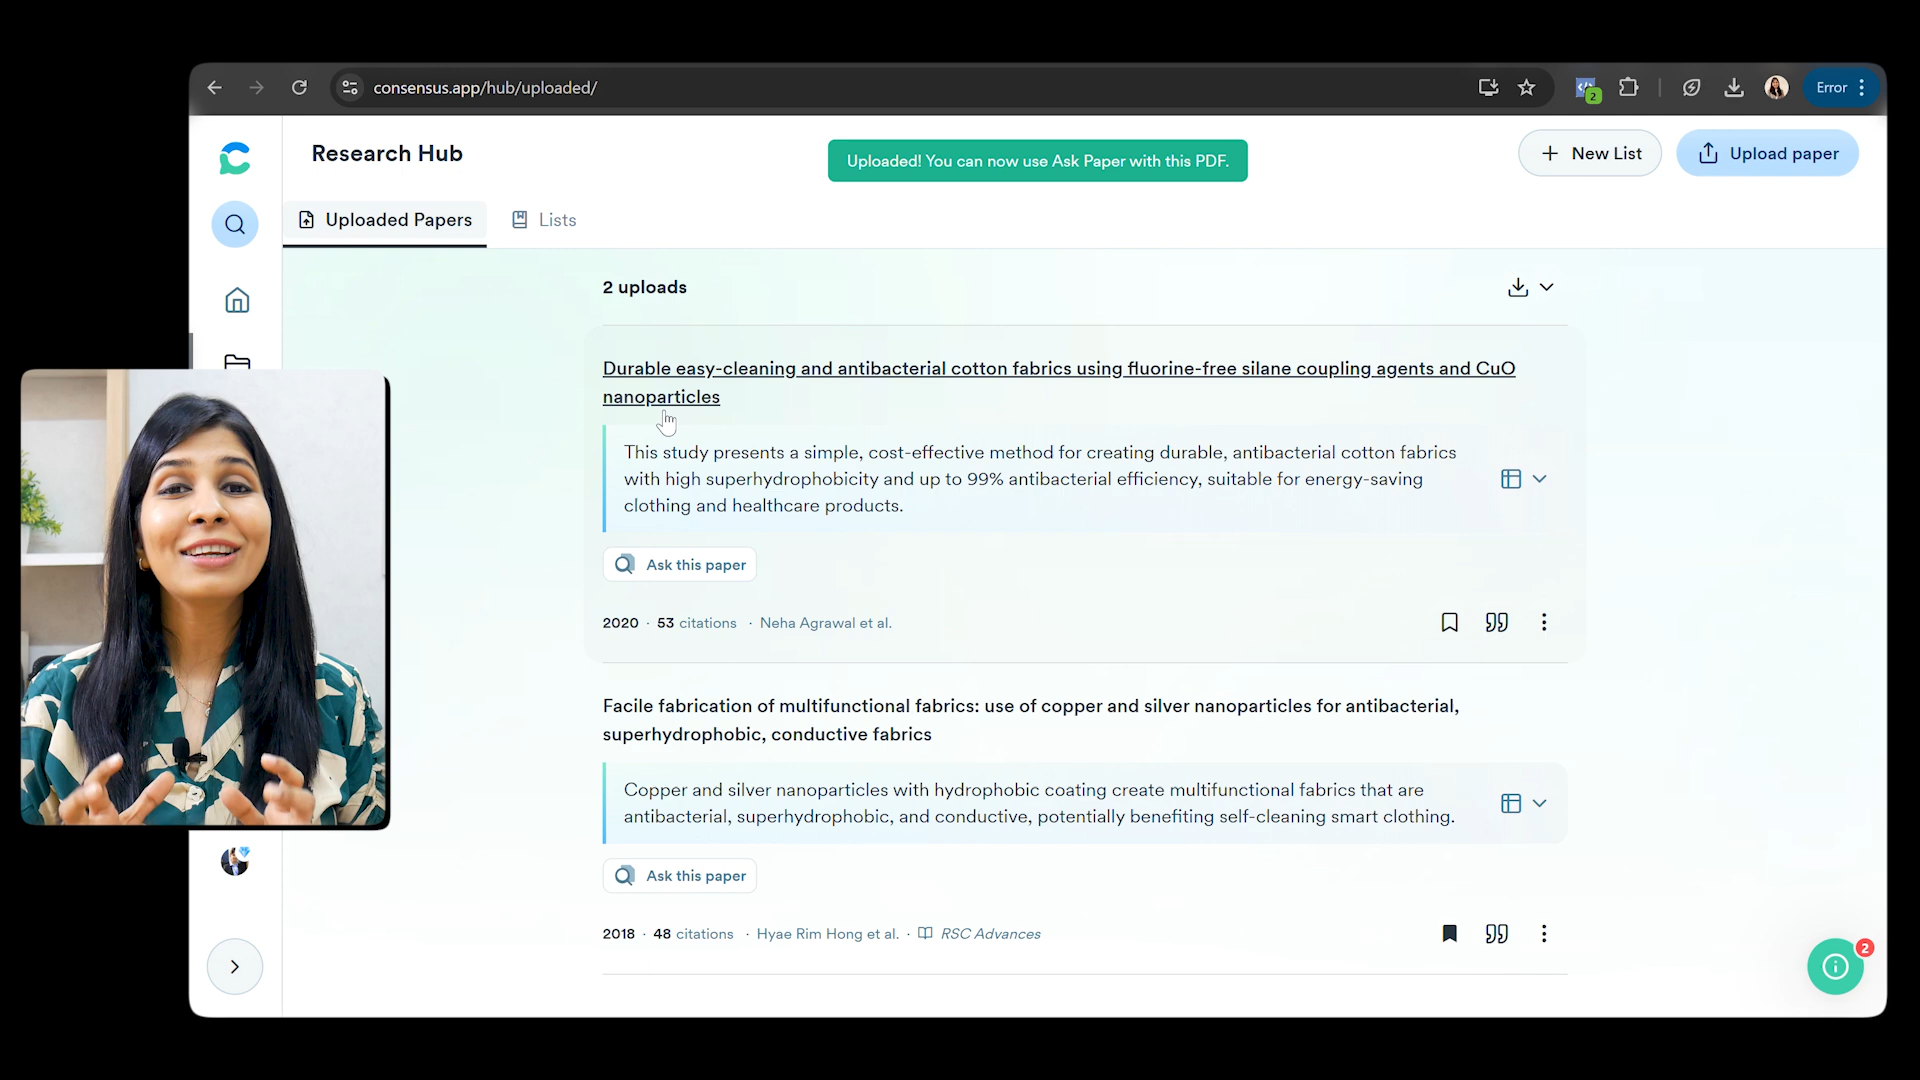 consensus.app/hub/uploaded/
2
Error
Research Hub
Uploaded! You can now use Ask Paper with this PDF.
New List
Upload paper
Uploaded Papers
Lists
2 uploads
Durable easy-cleaning and antibacterial cotton fabrics using fluorine-free silane coupling agents and CuO
nanoparticles
This study presents a simple, cost-effective method for creating durable, antibacterial cotton fabrics
with high superhydrophobicity and up to 99% antibacterial efficiency, suitable for energy-saving
clothing and healthcare products.
Ask this paper
2020 · 53 citations · Neha Agrawal et al.
Facile fabrication of multifunctional fabrics: use of copper and silver nanoparticles for antibacterial,
superhydrophobic, conductive fabrics
Copper and silver nanoparticles with hydrophobic coating create multifunctional fabrics that are
antibacterial, superhydrophobic, and conductive, potentially benefiting self-cleaning smart clothing.
Ask this paper
2018 · 48 citations · Hyae Rim Hong et al. · RSC Advances
2